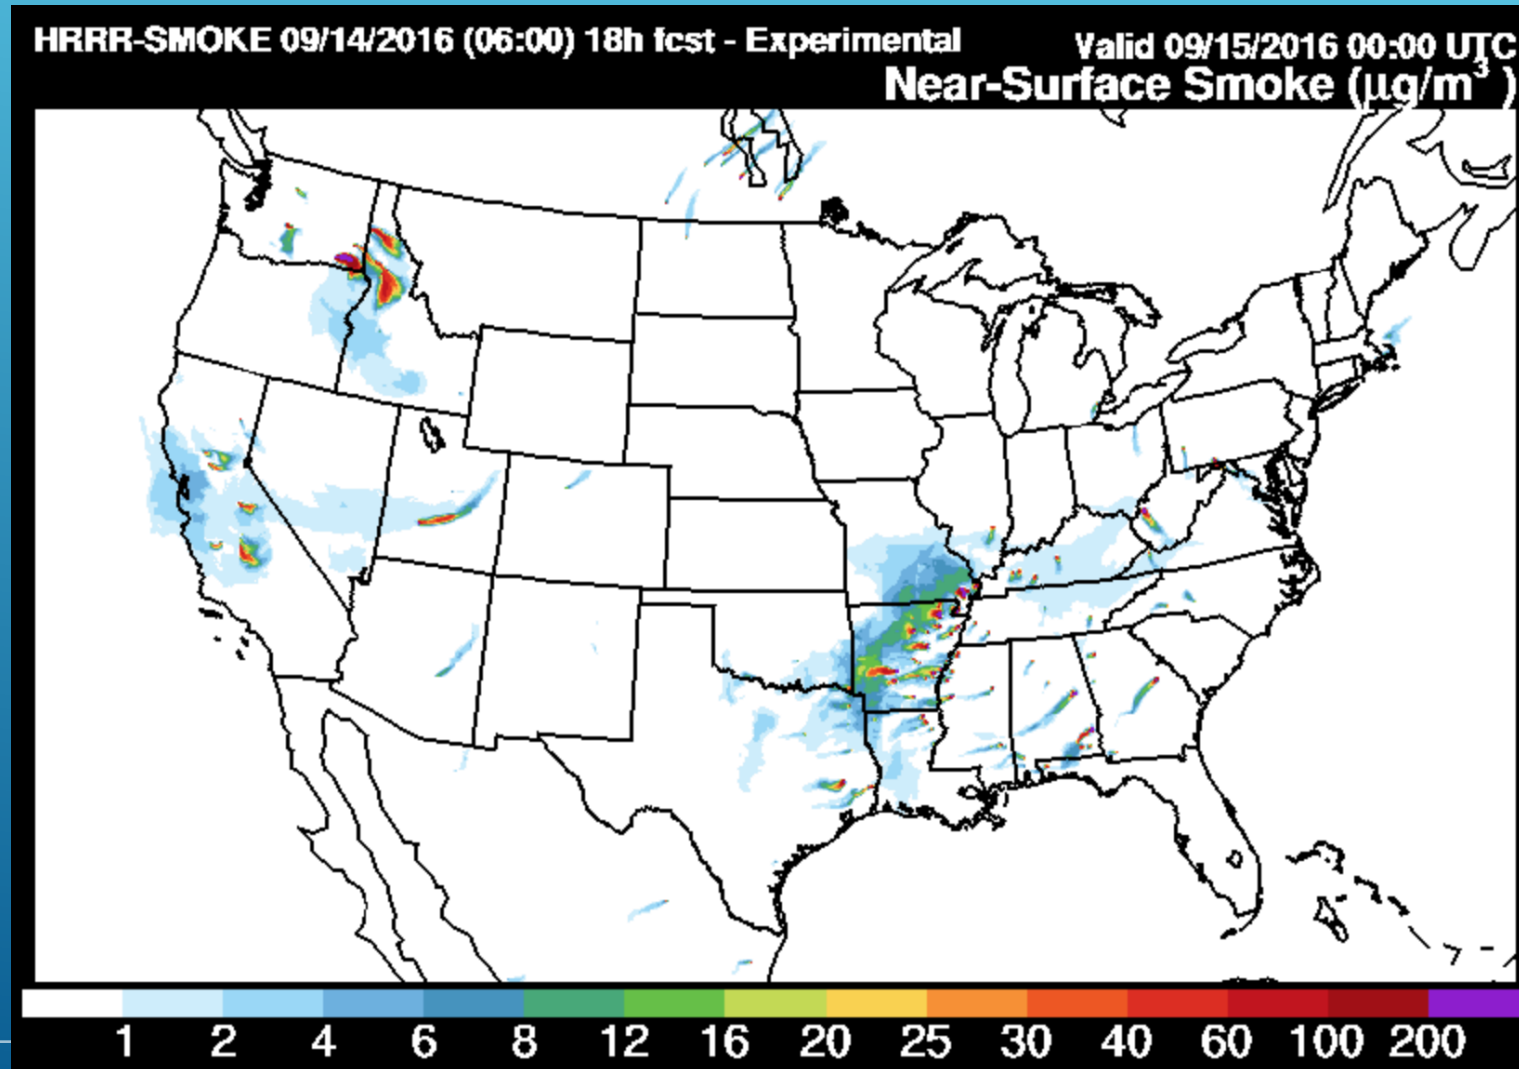 HRRR-SMOKE 09/14/2016 (06:00) 18h fcst - Experimental
Valid 09/15/2016 00:00 UTC
Near-Surface Smoke (μg/m³)
1 2 4 6 8 12 16 20 25 30 40 60 100 200